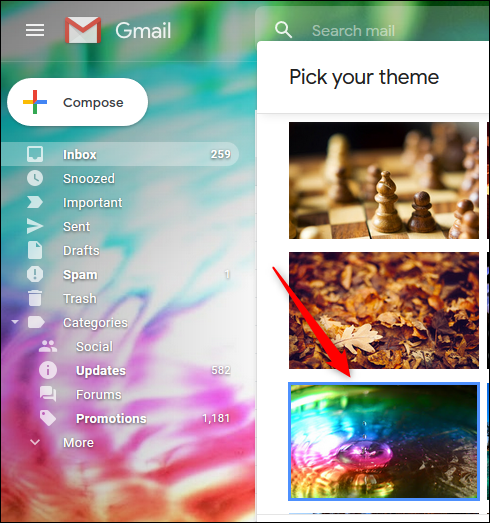 Gmail
Search mail
Pick your theme
Compose
Inbox 259
Snoozed
Important
Sent
Drafts
Spam 1
Trash
Categories
Social
Updates 582
Forums
Promotions 1,181
More